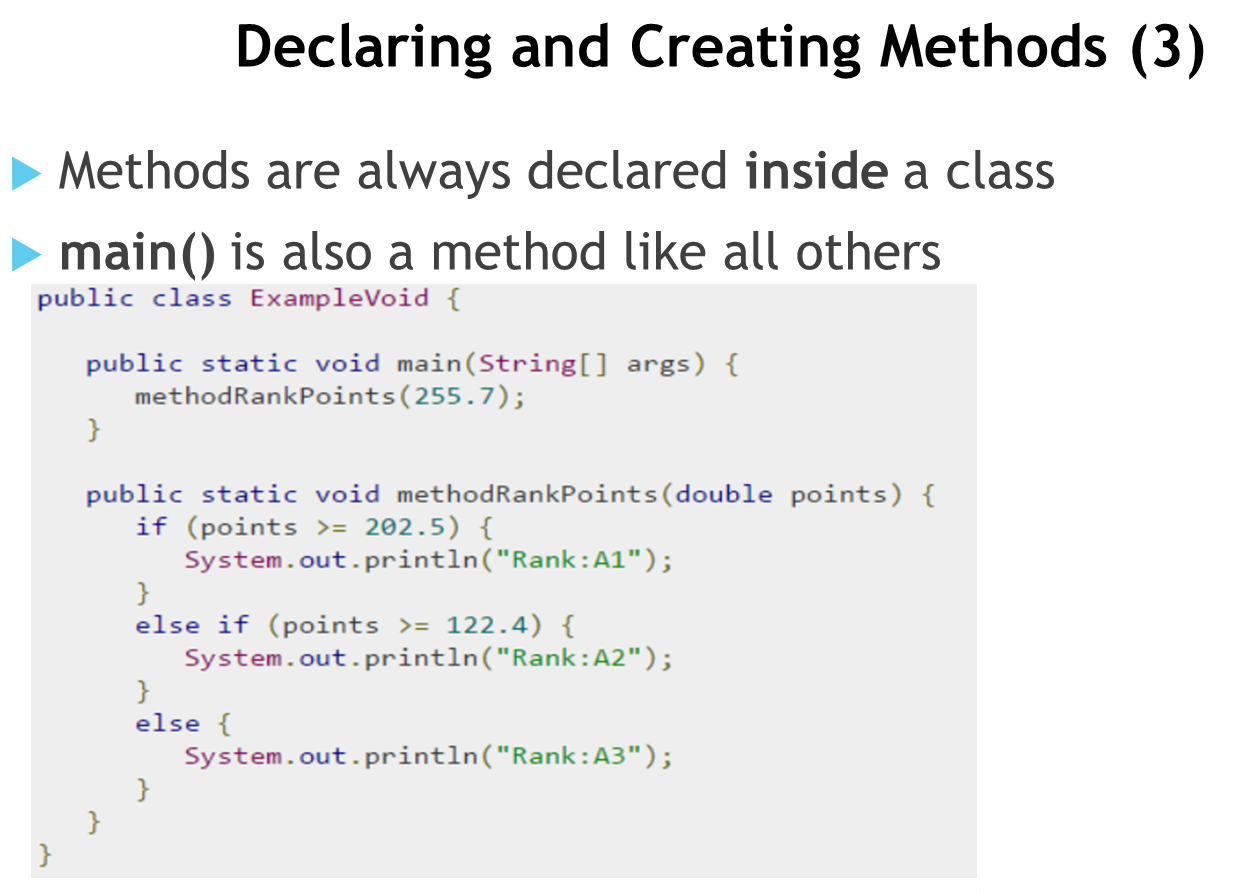 Declaring and Creating Methods (3)
Methods are always declared inside a class
main() is also a method like all others
public class ExampleVoid {
   public static void main(String[] args) {
      methodRankPoints(255.7);
   }
   public static void methodRankPoints(double points) {
      if (points >= 202.5) {
         System.out.println("Rank:A1");
      }
      else if (points >= 122.4) {
         System.out.println("Rank:A2");
      }
      else {
         System.out.println("Rank:A3");
      }
   }
}